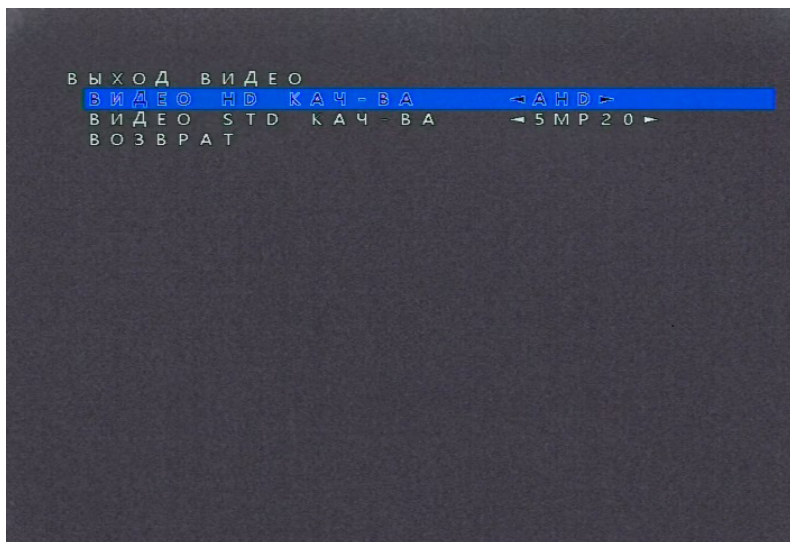 ВЫХОД ВИДЕО
ВИДЕО HD КАЧ-ВА ◄AHD►
ВИДЕО STD КАЧ-ВА ◄5MP20►
ВОЗВРАТ